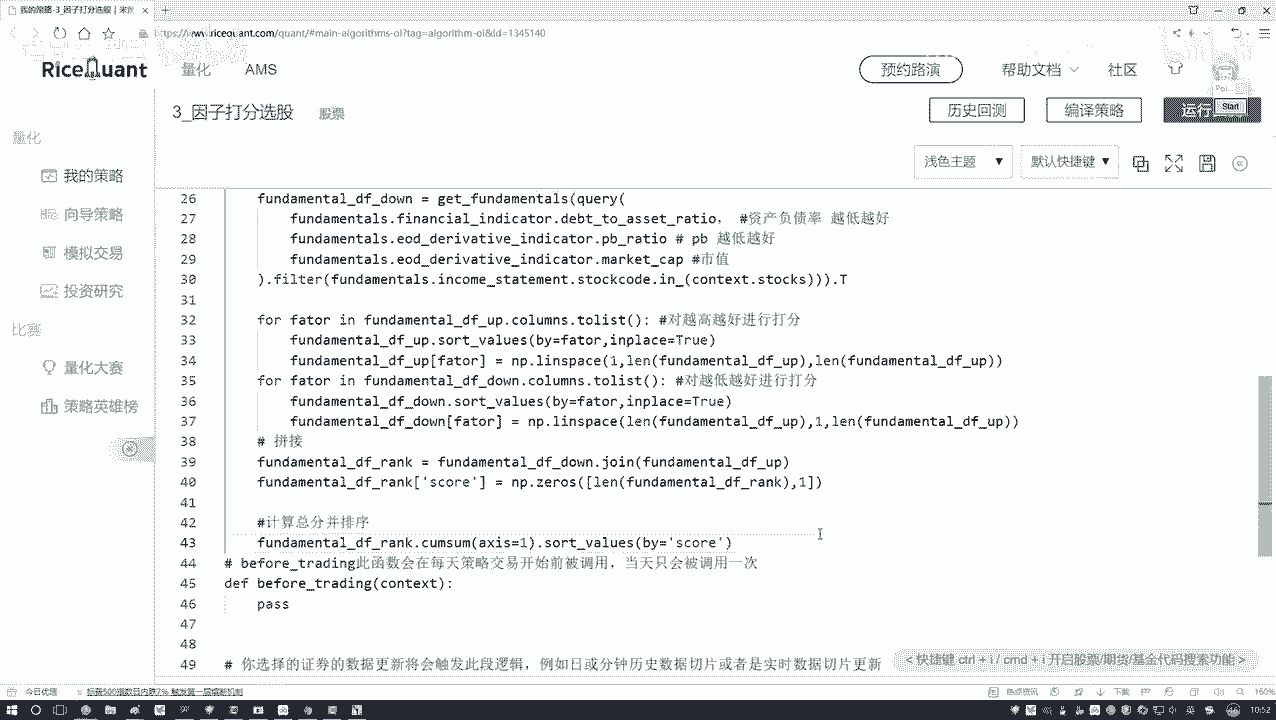 我的策略-3_因子打分选股
ricequant.com/quant/#main-algorithms-ol?tag=algorithm-ol&id=1345140
RiceQuant
量化
AMS
预约路演
帮助文档
社区
3_因子打分选股
股票
历史回测
编译策略
Start
浅色主题
默认快捷键
量化
我的策略
向导策略
模拟交易
投资研究
比赛
量化大赛
策略英雄榜
26 fundamental_df_down = get_fundamentals(query(
27 fundamentals.financial_indicator.debt_to_asset_ratio， #资产负债率 越低越好
28 fundamentals.eod_derivative_indicator.pb_ratio # pb 越低越好
29 fundamentals.eod_derivative_indicator.market_cap #市值
30 ).filter(fundamentals.income_statement.stockcode.in_(context.stocks))).T
31
32 for fator in fundamental_df_up.columns.tolist(): #对越高越好进行打分
33 fundamental_df_up.sort_values(by=fator,inplace=True)
34 fundamental_df_up[fator] = np.linspace(1,len(fundamental_df_up),len(fundamental_df_up))
35 for fator in fundamental_df_down.columns.tolist(): #对越低越好进行打分
36 fundamental_df_down.sort_values(by=fator,inplace=True)
37 fundamental_df_down[fator] = np.linspace(len(fundamental_df_up),1,len(fundamental_df_up))
38 # 拼接
39 fundamental_df_rank = fundamental_df_down.join(fundamental_df_up)
40 fundamental_df_rank['score'] = np.zeros([len(fundamental_df_rank),1])
41
42 #计算总分并排序
43 fundamental_df_rank.cumsum(axis=1).sort_values(by='score')
44 # before_trading此函数会在每天策略交易开始前被调用，当天只会被调用一次
45 def before_trading(context):
46 pass
47
48
49 # 你选择的证券的数据更新将会触发此段逻辑，例如日或分钟历史数据切片或者是实时数据切片更新
< 快捷键 ctrl + i / cmd + i 开启股票/期货/基金代码搜索功能 >
今日优选
标普500指数日内跌7% 触发第一层熔断机制
热点资讯
下载
160%
10:52